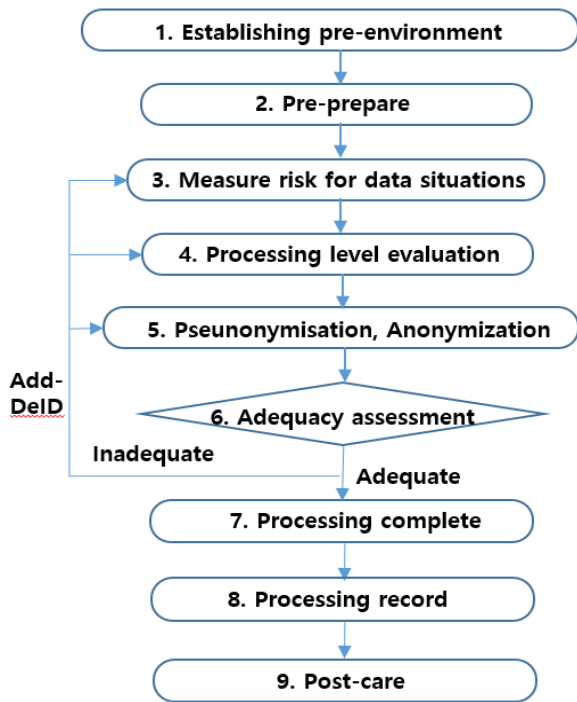 1. Establishing pre-environment
2. Pre-prepare
3. Measure risk for data situations
4. Processing level evaluation
5. Pseunonymisation, Anonymization
Add-
DeID
6. Adequacy assessment
Inadequate
Adequate
7. Processing complete
8. Processing record
9. Post-care